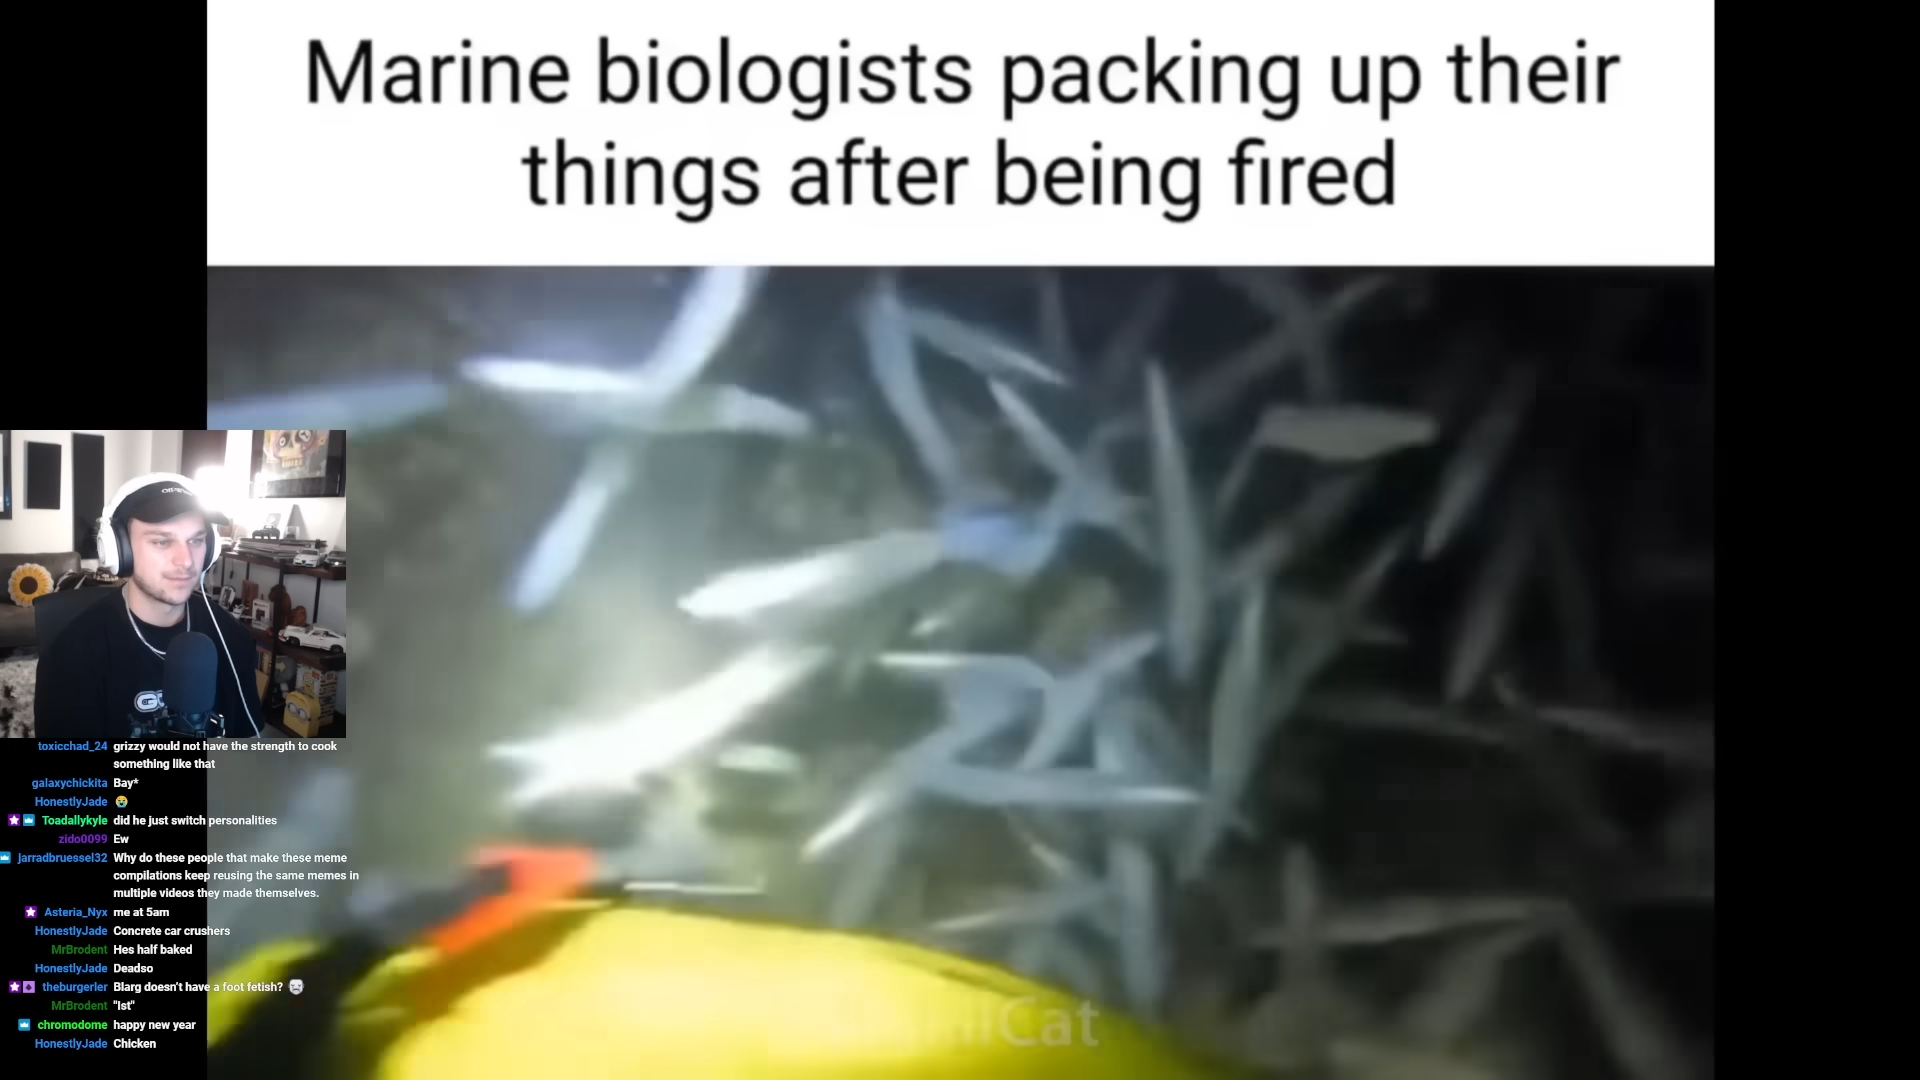 Marine biologists packing up their
things after being fired
toxicchad_24 grizzy would not have the strength to cook
something like that
galaxychickita Bay*
HonestlyJade 😭
Toadallykyle did he just switch personalities
zido0099 Ew
jarradbruessel32 Why do these people that make these meme
compilations keep reusing the same memes in
multiple videos they made themselves.
Asteria_Nyx me at 5am
HonestlyJade Concrete car crushers
MrBrodent Hes half baked
HonestlyJade Deadso
theburgerler Blarg doesn't have a foot fetish?
MrBrodent "Ist"
chromodome happy new year
HonestlyJade Chicken